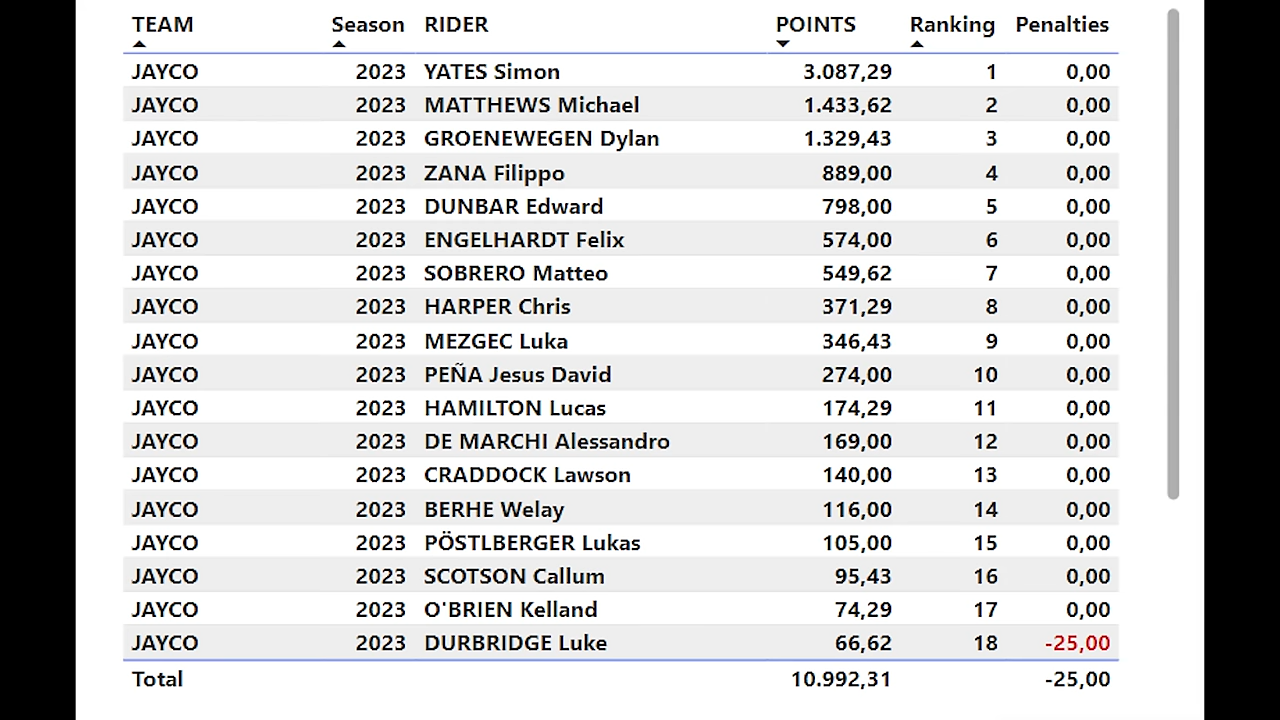 TEAM Season RIDER POINTS Ranking Penalties
JAYCO 2023 YATES Simon 3.087,29 1 0,00
JAYCO 2023 MATTHEWS Michael 1.433,62 2 0,00
JAYCO 2023 GROENEWEGEN Dylan 1.329,43 3 0,00
JAYCO 2023 ZANA Filippo 889,00 4 0,00
JAYCO 2023 DUNBAR Edward 798,00 5 0,00
JAYCO 2023 ENGELHARDT Felix 574,00 6 0,00
JAYCO 2023 SOBRERO Matteo 549,62 7 0,00
JAYCO 2023 HARPER Chris 371,29 8 0,00
JAYCO 2023 MEZGEC Luka 346,43 9 0,00
JAYCO 2023 PEÑA Jesus David 274,00 10 0,00
JAYCO 2023 HAMILTON Lucas 174,29 11 0,00
JAYCO 2023 DE MARCHI Alessandro 169,00 12 0,00
JAYCO 2023 CRADDOCK Lawson 140,00 13 0,00
JAYCO 2023 BERHE Welay 116,00 14 0,00
JAYCO 2023 PÖSTLBERGER Lukas 105,00 15 0,00
JAYCO 2023 SCOTSON Callum 95,43 16 0,00
JAYCO 2023 O'BRIEN Kelland 74,29 17 0,00
JAYCO 2023 DURBRIDGE Luke 66,62 18 -25,00
Total 10.992,31 -25,00